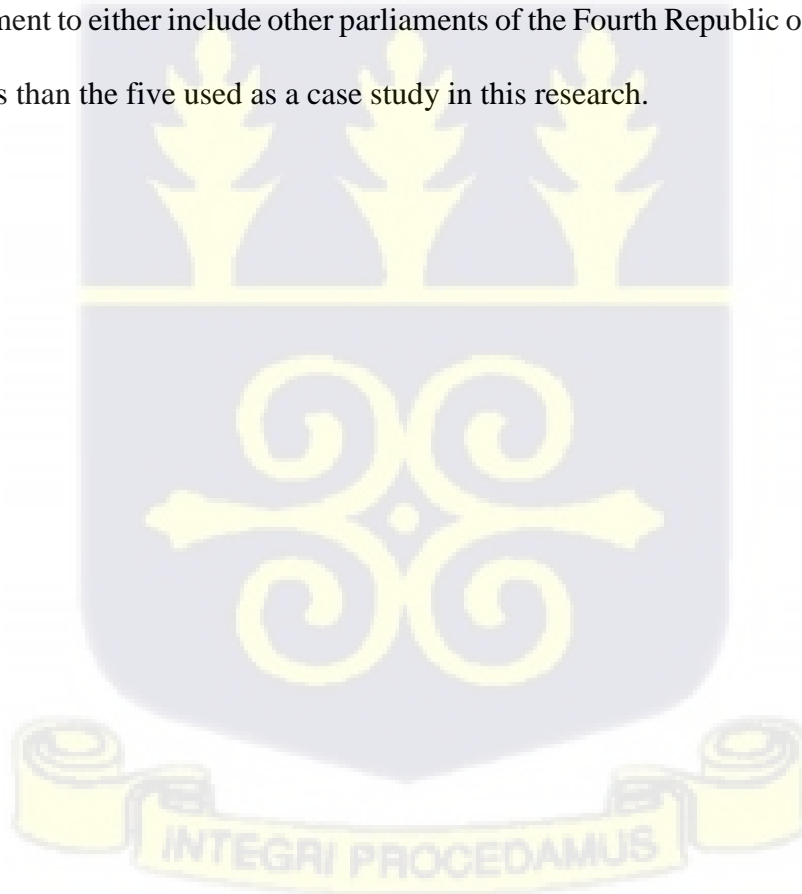 ment to either include other parliaments of the Fourth Republic o
s than the five used as a case study in this research.
INTEGRI PROCEDAMUS